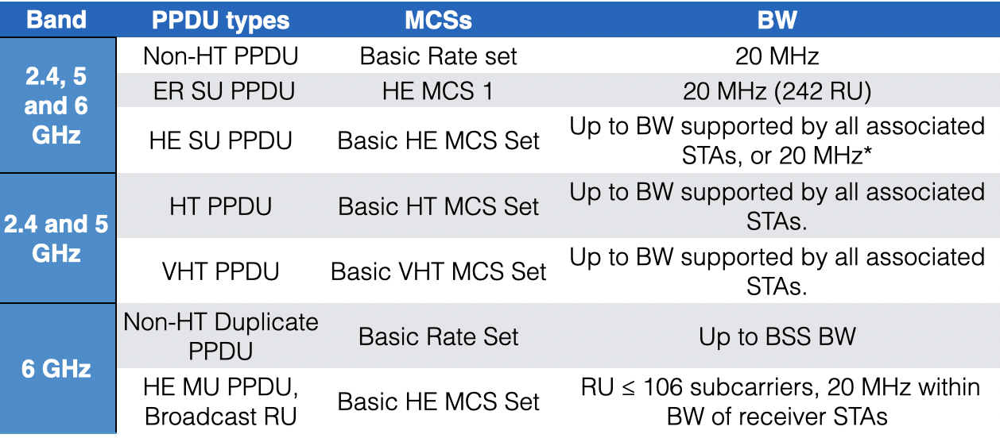 Band PPDU types MCSs BW
2.4, 5
and 6
GHz
Non-HT PPDU Basic Rate set 20 MHz
ER SU PPDU HE MCS 1 20 MHz (242 RU)
HE SU PPDU Basic HE MCS Set Up to BW supported by all associated
STAs, or 20 MHz*
2.4 and 5
GHz
HT PPDU Basic HT MCS Set Up to BW supported by all associated
STAs.
VHT PPDU Basic VHT MCS Set Up to BW supported by all associated
STAs.
6 GHz
Non-HT Duplicate
PPDU
Basic Rate Set Up to BSS BW
HE MU PPDU,
Broadcast RU
Basic HE MCS Set
RU ≤ 106 subcarriers, 20 MHz within
BW of receiver STAs